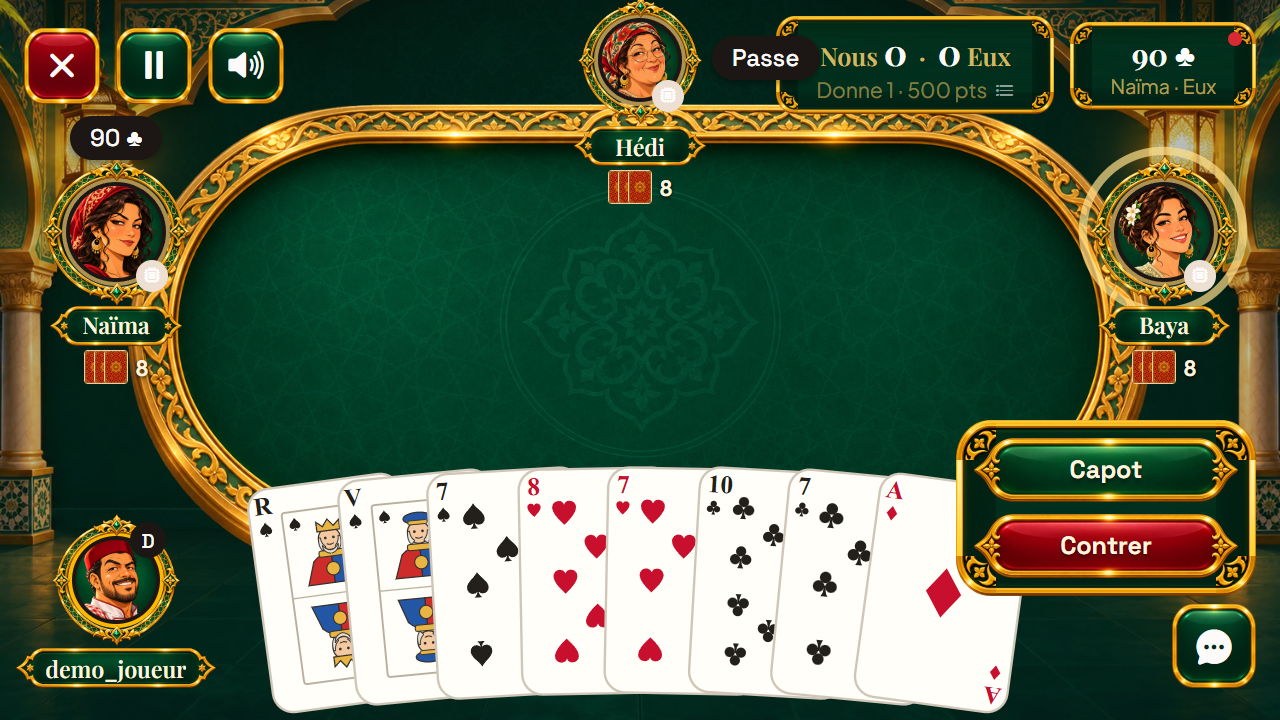 Passe
Nous 0 · 0 Eux
Donne 1 · 500 pts
90 ♣
Naïma · Eux
90 ♣
Hédi
8
Naïma
8
Baya
8
Capot
Contrer
R
V
7
8
7
10
7
A
A
D
demo_joueur